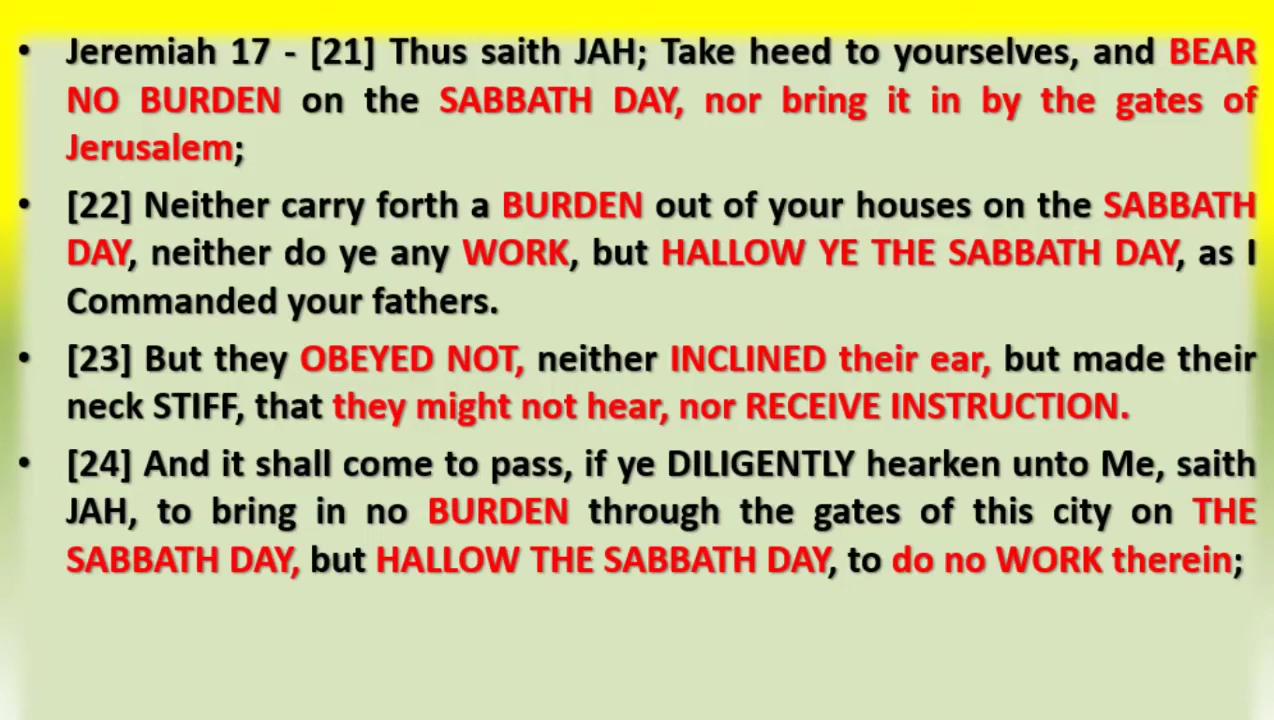 • Jeremiah 17 - [21] Thus saith JAH; Take heed to yourselves, and BEAR
NO BURDEN on the SABBATH DAY, nor bring it in by the gates of
Jerusalem;
• [22] Neither carry forth a BURDEN out of your houses on the SABBATH
DAY, neither do ye any WORK, but HALLOW YE THE SABBATH DAY, as I
Commanded your fathers.
• [23] But they OBEYED NOT, neither INCLINED their ear, but made their
neck STIFF, that they might not hear, nor RECEIVE INSTRUCTION.
• [24] And it shall come to pass, if ye DILIGENTLY hearken unto Me, saith
JAH, to bring in no BURDEN through the gates of this city on THE
SABBATH DAY, but HALLOW THE SABBATH DAY, to do no WORK therein;